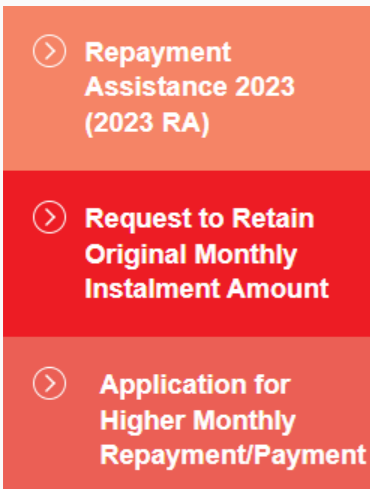 Repayment
Assistance 2023
(2023 RA)
Request to Retain
Original Monthly
Instalment Amount
Application for
Higher Monthly
Repayment/Payment